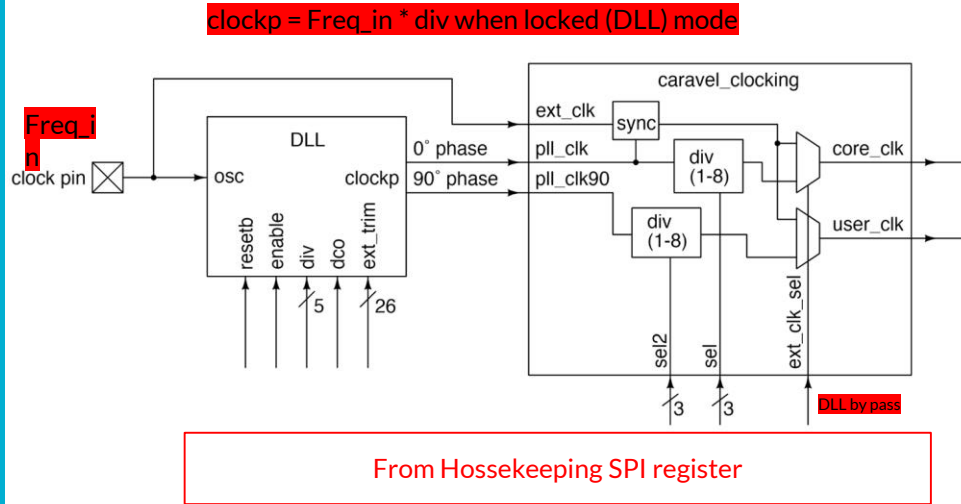 clockp = Freq_in * div when locked (DLL) mode
caravel_clocking
Freq_i
n
clock pin
DLL
osc
clockp
0° phase
90° phase
resetb
enable
div
dco
ext_trim
5
26
ext_clk
sync
pll_clk
pll_clk90
div
(1-8)
div
(1-8)
core_clk
user_clk
sel2
sel
ext_clk_sel
3
3
DLL by pass
From Hossekeeping SPI register